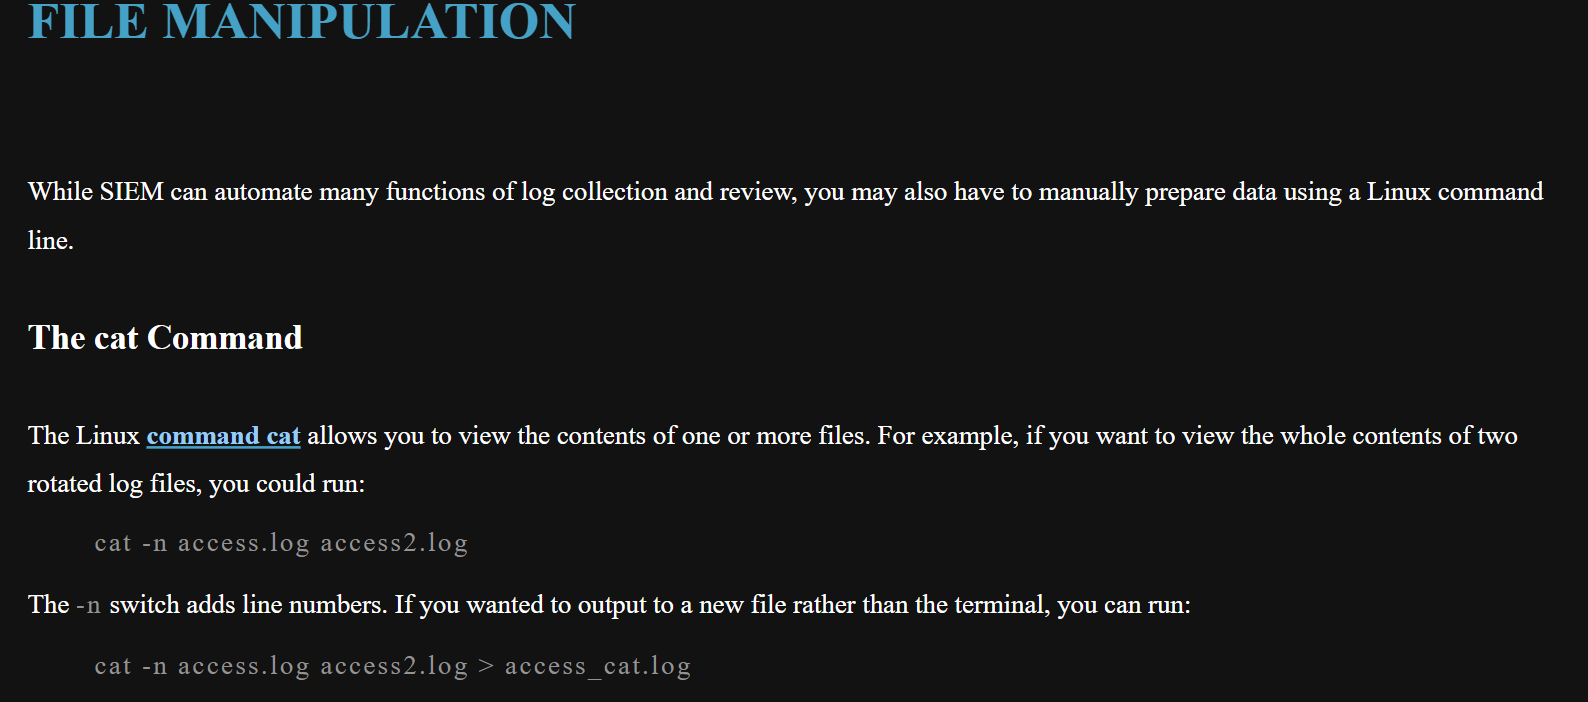 FILE MANIPULATION
While SIEM can automate many functions of log collection and review, you may also have to manually prepare data using a Linux command
line.
The cat Command
The Linux command cat allows you to view the contents of one or more files. For example, if you want to view the whole contents of two
rotated log files, you could run:
cat -n access.log access2.log
The -n switch adds line numbers. If you wanted to output to a new file rather than the terminal, you can run:
cat -n access.log access2.log > access_cat.log